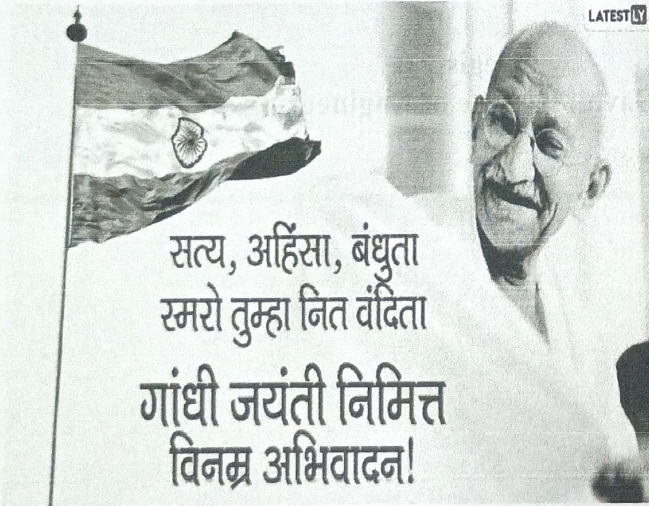 LATESTLY
सत्य, अहिंसा, बंधुता
स्मरो तुम्हा नित वंदिता
गांधी जयंती निमित्त
विनम्र अभिवादन!